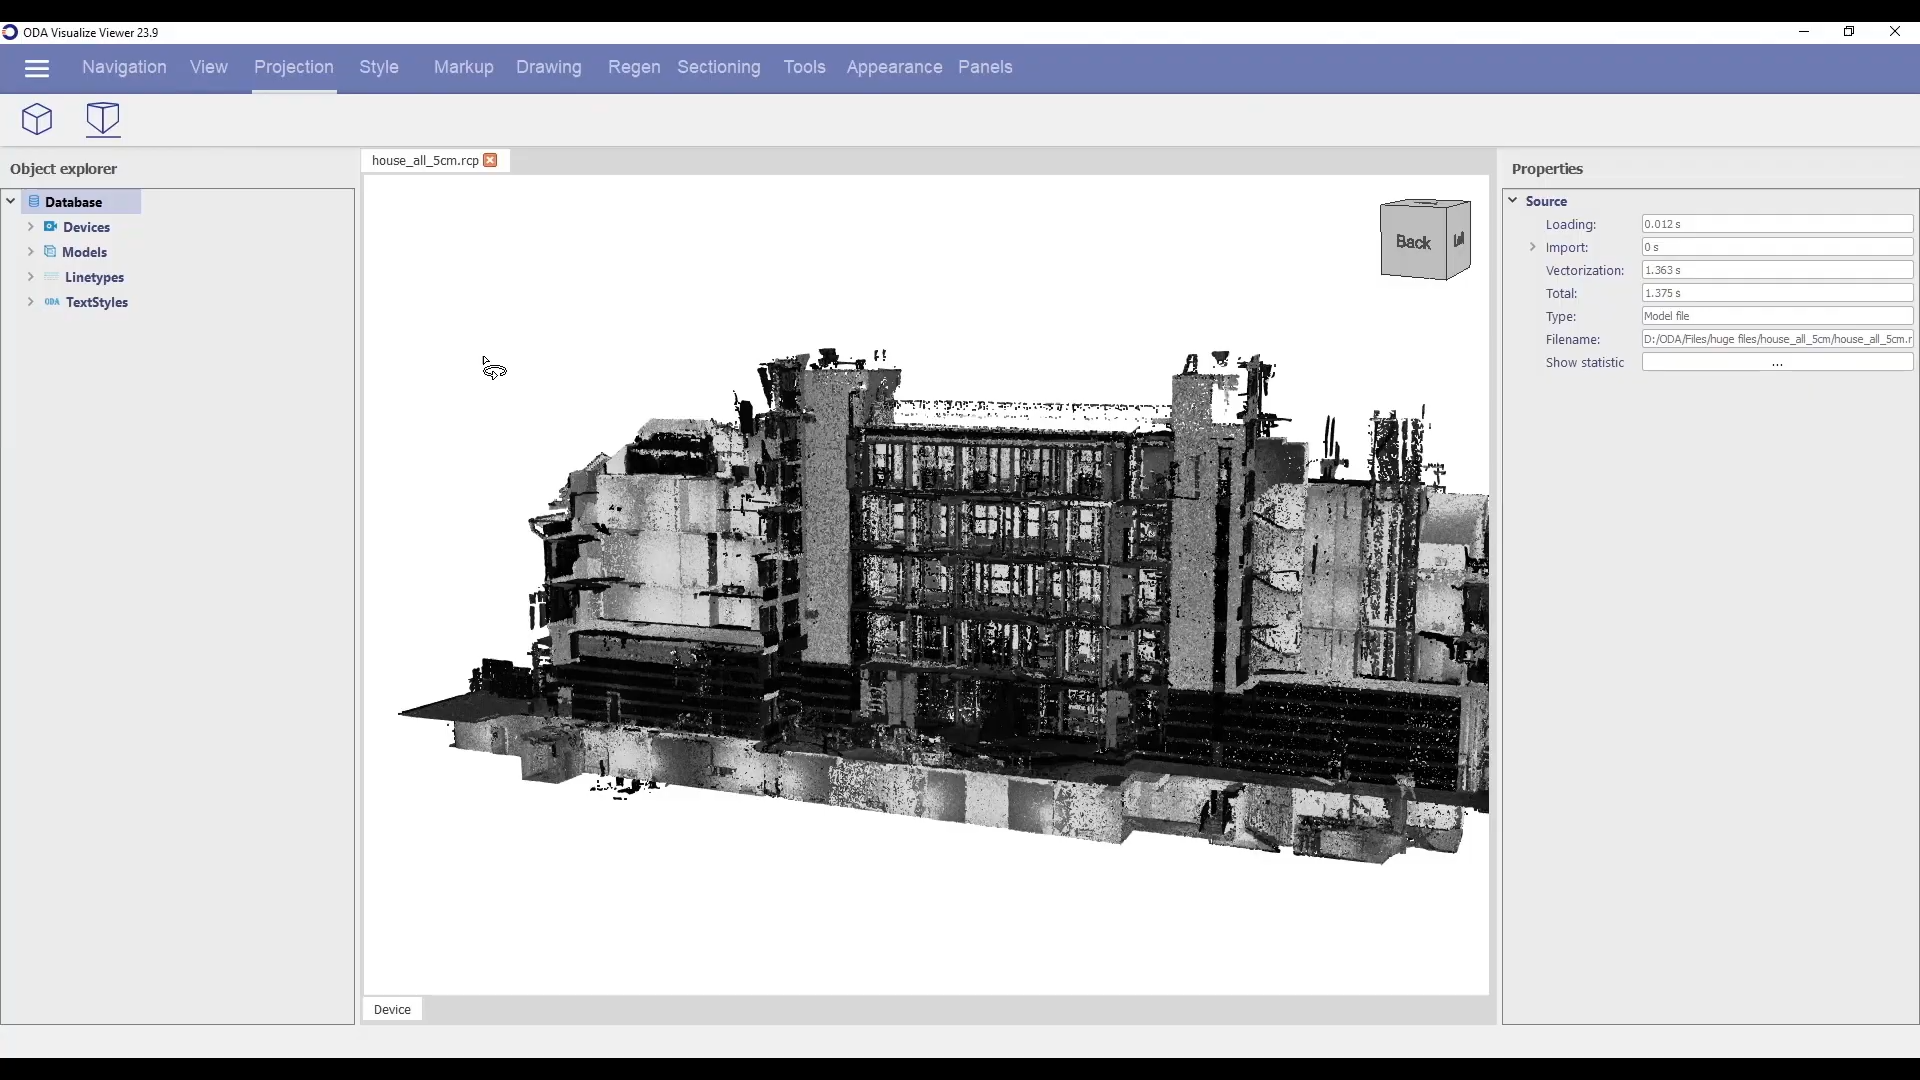 ODA Visualize Viewer 23.9
Navigation View Projection Style Markup Drawing Regen Sectioning Tools Appearance Panels
Object explorer
Database
Devices
Models
Linetypes
ODA TextStyles
house_all_5cm.rcp
Back
Left
Device
Properties
Source
Loading: 0.012 s
Import: 0 s
Vectorization: 1.363 s
Total: 1.375 s
Type: Model file
Filename: D:/ODA/Files/huge files/house_all_5cm/house_all_5cm.r
Show statistic ...